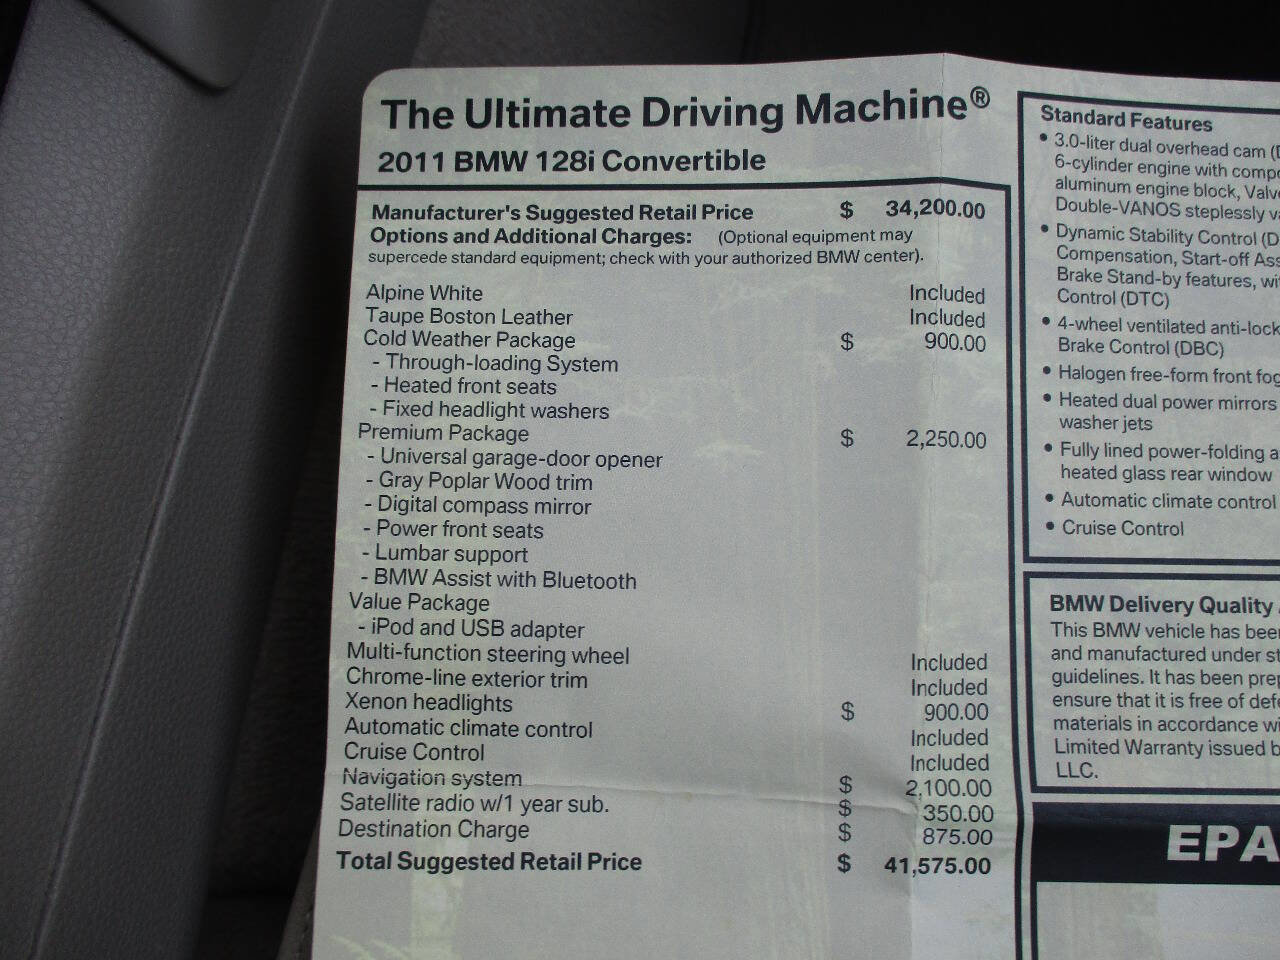 The Ultimate Driving Machine®
2011 BMW 128i Convertible
Manufacturer's Suggested Retail Price $ 34,200.00
Options and Additional Charges: (Optional equipment may
supercede standard equipment; check with your authorized BMW center).
Alpine White Included
Taupe Boston Leather Included
Cold Weather Package $ 900.00
- Through-loading System
- Heated front seats
- Fixed headlight washers
Premium Package $ 2,250.00
- Universal garage-door opener
- Gray Poplar Wood trim
- Digital compass mirror
- Power front seats
- Lumbar support
- BMW Assist with Bluetooth
Value Package
- iPod and USB adapter
Multi-function steering wheel Included
Chrome-line exterior trim Included
Xenon headlights $ 900.00
Automatic climate control Included
Cruise Control Included
Navigation system $ 2,100.00
Satellite radio w/1 year sub. $ 350.00
Destination Charge $ 875.00
Total Suggested Retail Price $ 41,575.00
Standard Features
• 3.0-liter dual overhead cam
6-cylinder engine with
aluminum engine block,
Double-VANOS steplessly
• Dynamic Stability Control
Compensation, Start-off
Brake Stand-by features,
Control (DTC)
• 4-wheel ventilated anti-lock
Brake Control (DBC)
• Halogen free-form front
• Heated dual power mirrors
washer jets
• Fully lined power-folding
heated glass rear window
• Automatic climate control
• Cruise Control
BMW Delivery Quality
This BMW vehicle has been
and manufactured under
guidelines. It has been
ensure that it is free of
materials in accordance
Limited Warranty issued
LLC.
EPA